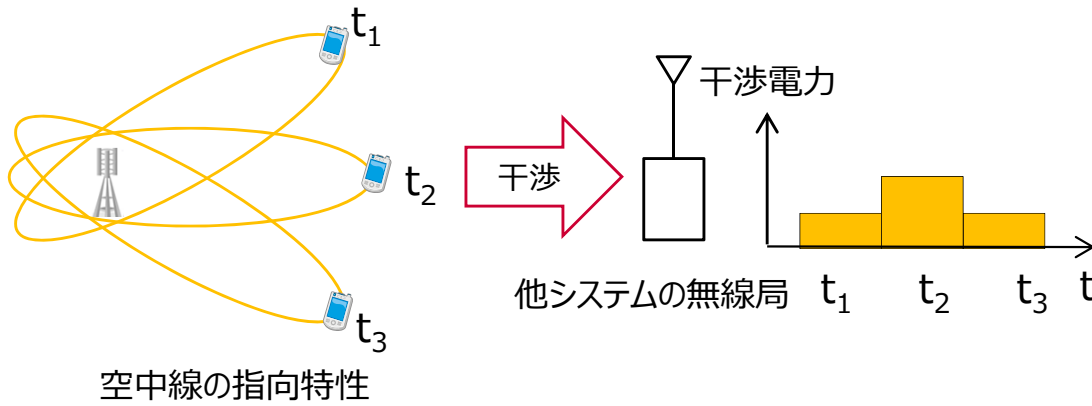 t1
t2
t3
空中線の指向特性
干渉
他システムの無線局
干渉電力
t1 t2 t3 t